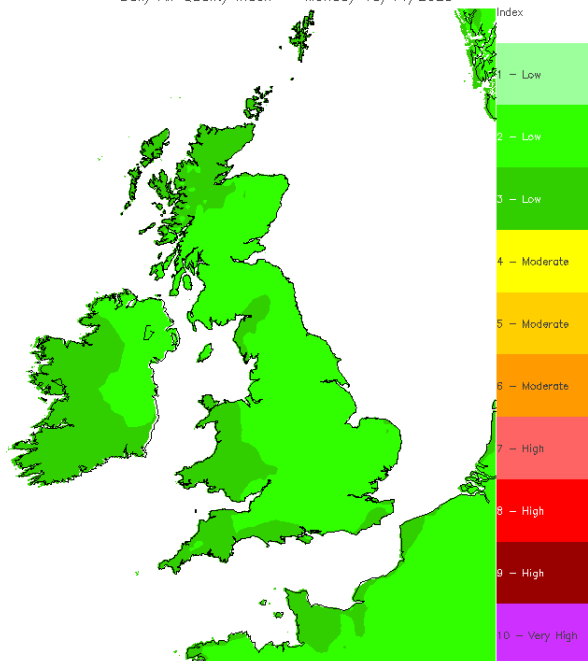 Index
1 – Low
2 – Low
3 – Low
4 – Moderate
5 – Moderate
6 – Moderate
7 – High
8 – High
9 – High
10 – Very High